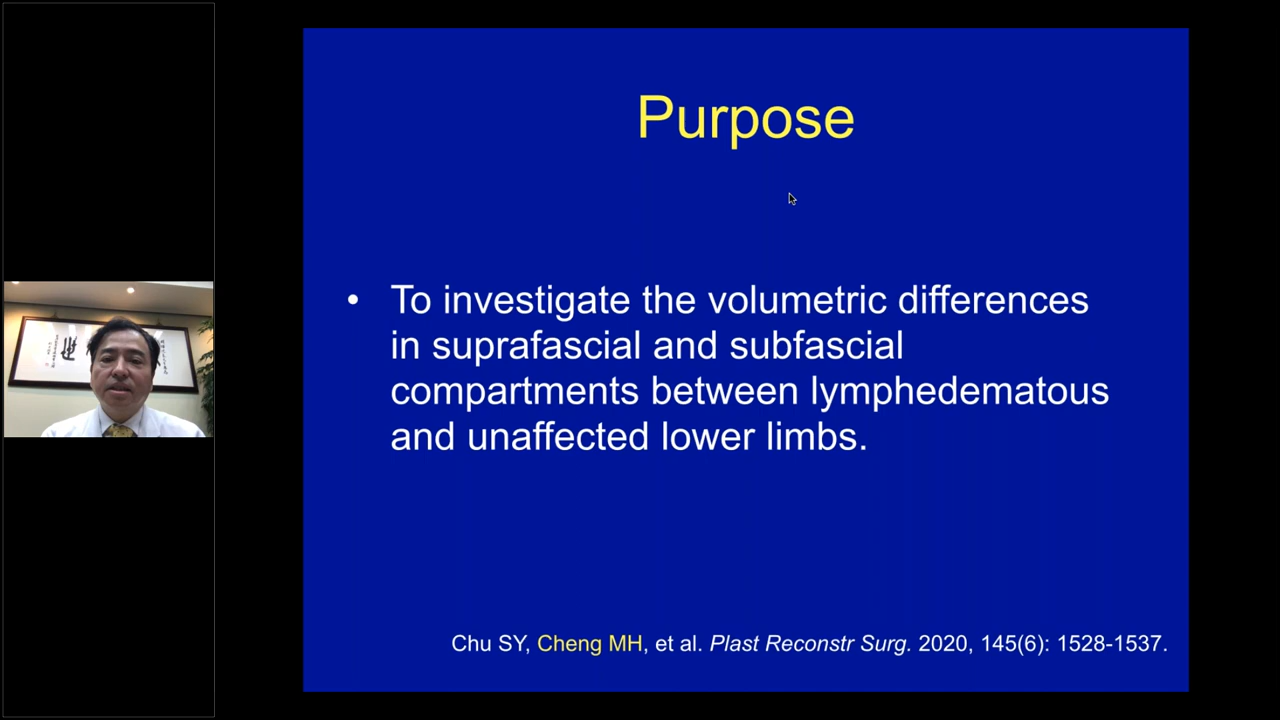 Purpose
• To investigate the volumetric differences
in suprafascial and subfascial
compartments between lymphedematous
and unaffected lower limbs.
Chu SY, Cheng MH, et al. Plast Reconstr Surg. 2020, 145(6): 1528-1537.